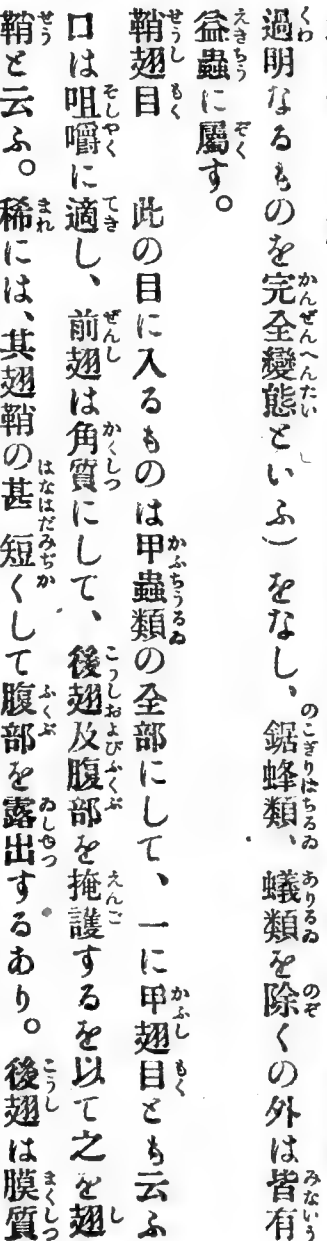 過明なるものを完全變態といふ)をなし、鋸蜂類、蟻類を除くの外は皆有
益蟲に屬す。
鞘翅目　此の目に入るものは甲蟲類の全部にして、一に甲翅目とも云ふ
口は咀嚼に適し、前翅は角質にして、後翅及腹部を掩護するを以て之を翅
鞘と云ふ。稀には、其翅鞘の甚短くして腹部を露出するあり。後翅は膜質